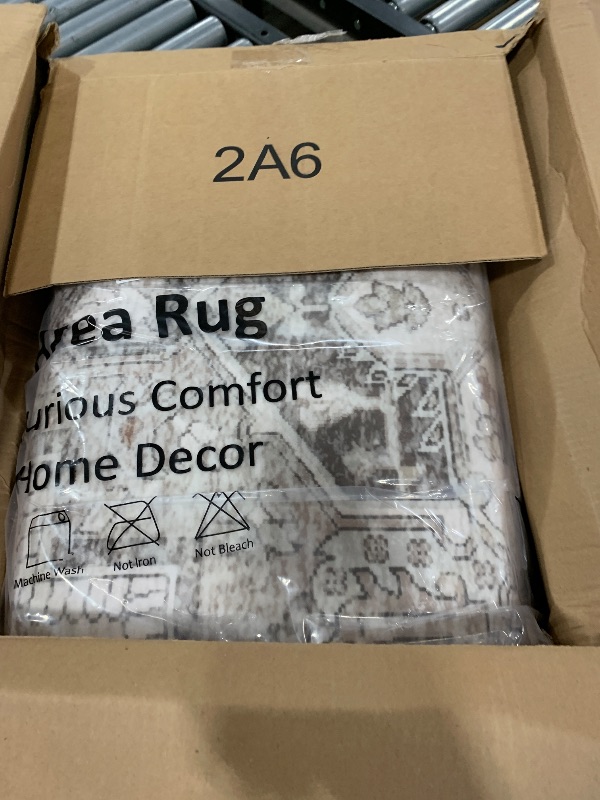 2A6
Area Rug
urious Comfort
Home Decor
Machine Wash
Not Iron
Not Bleach